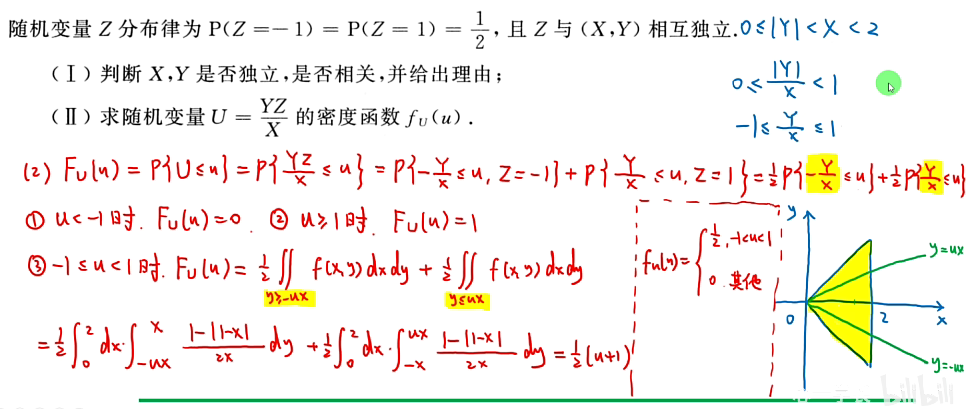 随机变量 Z 分布律为 P(Z=-1)=P(Z=1)=1/2, 且 Z 与 (X,Y) 相互独立. 0≤|Y|<X<2
(Ⅰ) 判断 X,Y 是否独立,是否相关,并给出理由;
0≤|Y|/X<1
(Ⅱ) 求随机变量 U=YZ/X 的密度函数 f_U(u).
-1≤Y/X≤1
(2) F_U(u)=P{U≤u}=P{YZ/X≤u}=P{-Y/X≤u, Z=-1}+P{Y/X≤u, Z=1}=1/2P{-Y/X≤u}+1/2P{Y/X≤u}
① u<-1时. F_U(u)=0. ② u≥1时. F_U(u)=1
③ -1≤u<1时. F_U(u)=1/2∬_{y≥-ux} f(x,y)dxdy+1/2∬_{y≤ux} f(x,y)dxdy
=1/2∫_0^2 dx·∫_{-ux}^{x} (1-|1-x|)/2x dy+1/2∫_0^2 dx·∫_{-x}^{ux} (1-|1-x|)/2x dy=1/2(u+1)
f_U(u)={1/2, -1<u<1
0. 其他
y
y=ux
0
2
x
y=-ux
bilibili